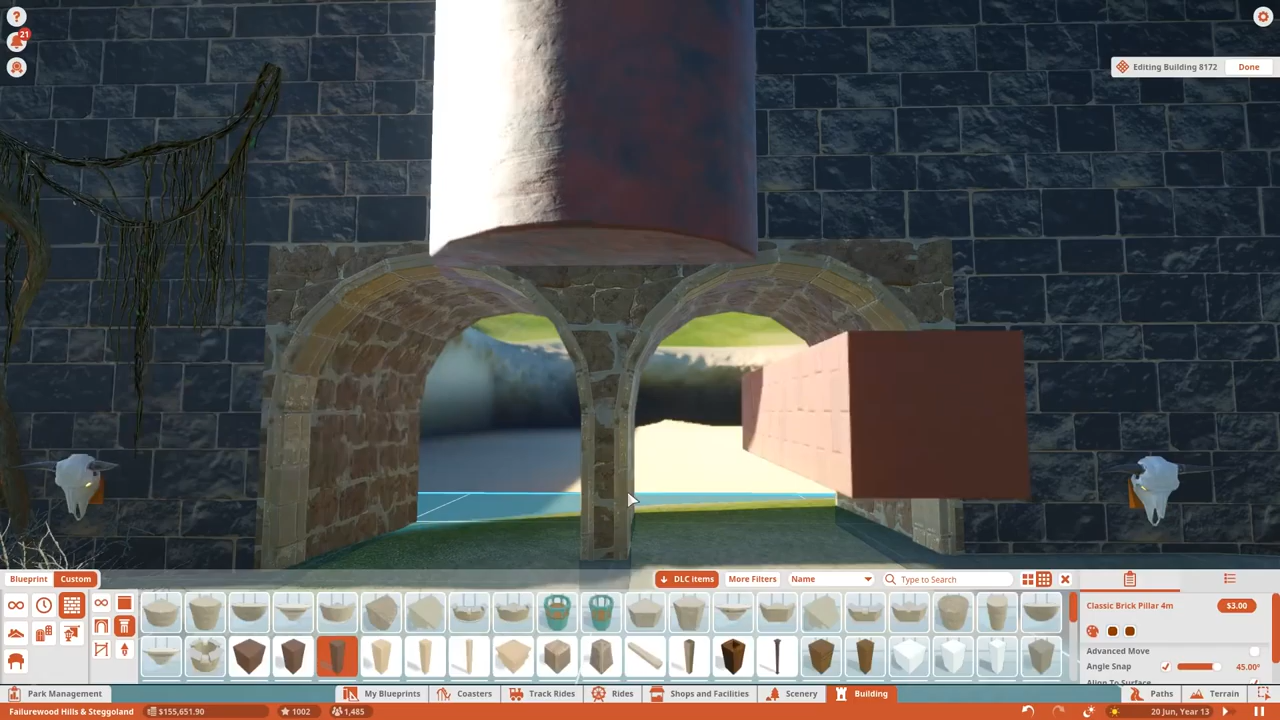 ?
21
Editing Building 8172 Done
Blueprint Custom
DLC items More Filters Name Type to Search
Classic Brick Pillar 4m $3.00
Advanced Move
Angle Snap 45.00°
Park Management My Blueprints Coasters Track Rides Rides Shops and Facilities Scenery Building Paths Terrain
Failurewood Hills & Steggoland $155,651.90 1002 1,485 20 Jun, Year 13